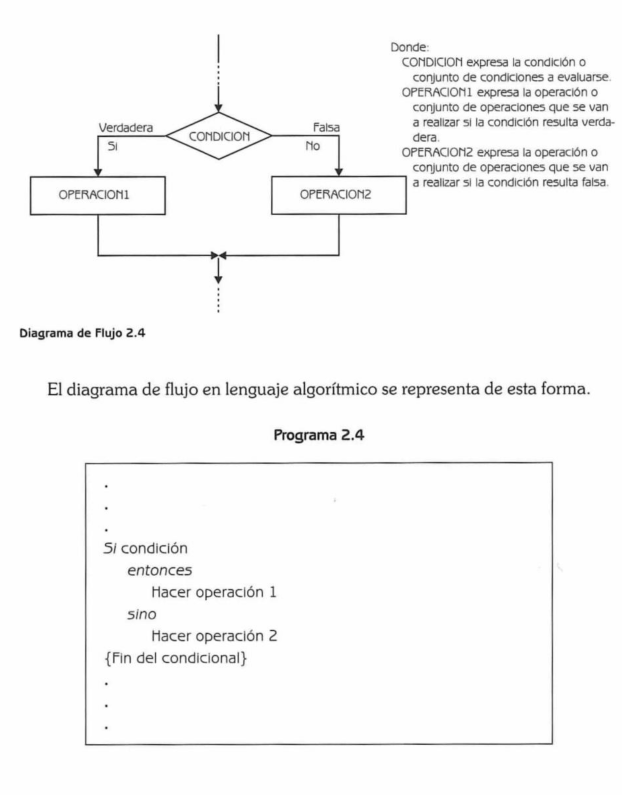 Donde:
CONDICION expresa la condición o
conjunto de condiciones a evaluarse.
OPERACION1 expresa la operación o
conjunto de operaciones que se van
a realizar si la condición resulta verda-
dera.
OPERACION2 expresa la operación o
conjunto de operaciones que se van
a realizar si la condición resulta falsa.
Verdadera
Si
CONDICION
Falsa
No
OPERACION1
OPERACION2
Diagrama de Flujo 2.4
El diagrama de flujo en lenguaje algorítmico se representa de esta forma.
Programa 2.4
.
.
.
Si condición
entonces
Hacer operación 1
sino
Hacer operación 2
{Fin del condicional}
.
.
.